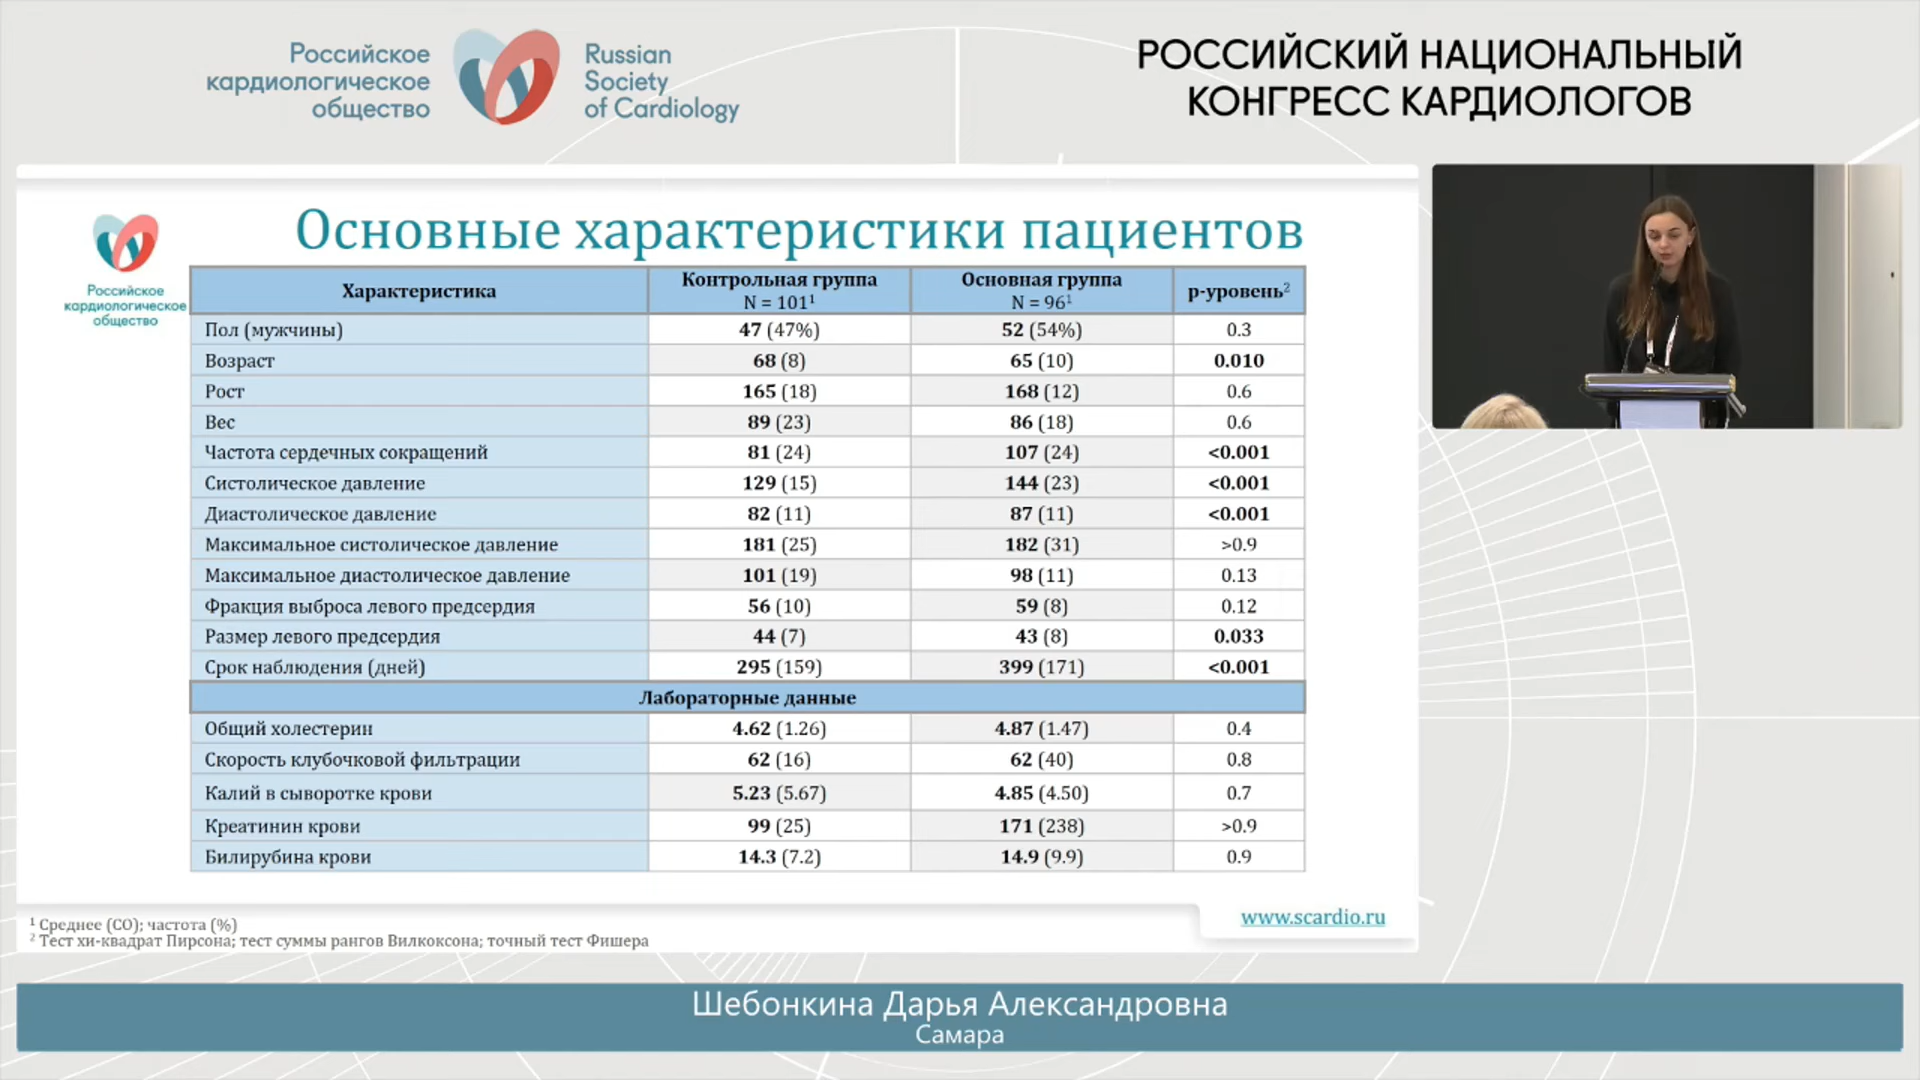 Российское
кардиологическое
общество
Russian
Society
of Cardiology
РОССИЙСКИЙ НАЦИОНАЛЬНЫЙ
КОНГРЕСС КАРДИОЛОГОВ
Российское
кардиологическое
общество
Основные характеристики пациентов
Характеристика Контрольная группа N = 101¹ Основная группа N = 96¹ p-уровень²
Пол (мужчины) 47 (47%) 52 (54%) 0.3
Возраст 68 (8) 65 (10) 0.010
Рост 165 (18) 168 (12) 0.6
Вес 89 (23) 86 (18) 0.6
Частота сердечных сокращений 81 (24) 107 (24) <0.001
Систолическое давление 129 (15) 144 (23) <0.001
Диастолическое давление 82 (11) 87 (11) <0.001
Максимальное систолическое давление 181 (25) 182 (31) >0.9
Максимальное диастолическое давление 101 (19) 98 (11) 0.13
Фракция выброса левого предсердия 56 (10) 59 (8) 0.12
Размер левого предсердия 44 (7) 43 (8) 0.033
Срок наблюдения (дней) 295 (159) 399 (171) <0.001
Лабораторные данные
Общий холестерин 4.62 (1.26) 4.87 (1.47) 0.4
Скорость клубочковой фильтрации 62 (16) 62 (40) 0.8
Калий в сыворотке крови 5.23 (5.67) 4.85 (4.50) 0.7
Креатинин крови 99 (25) 171 (238) >0.9
Билирубина крови 14.3 (7.2) 14.9 (9.9) 0.9
¹ Среднее (СО); частота (%)
² Тест хи-квадрат Пирсона; тест суммы рангов Вилкоксона; точный тест Фишера
www.scardio.ru
Шебонкина Дарья Александровна
Самара